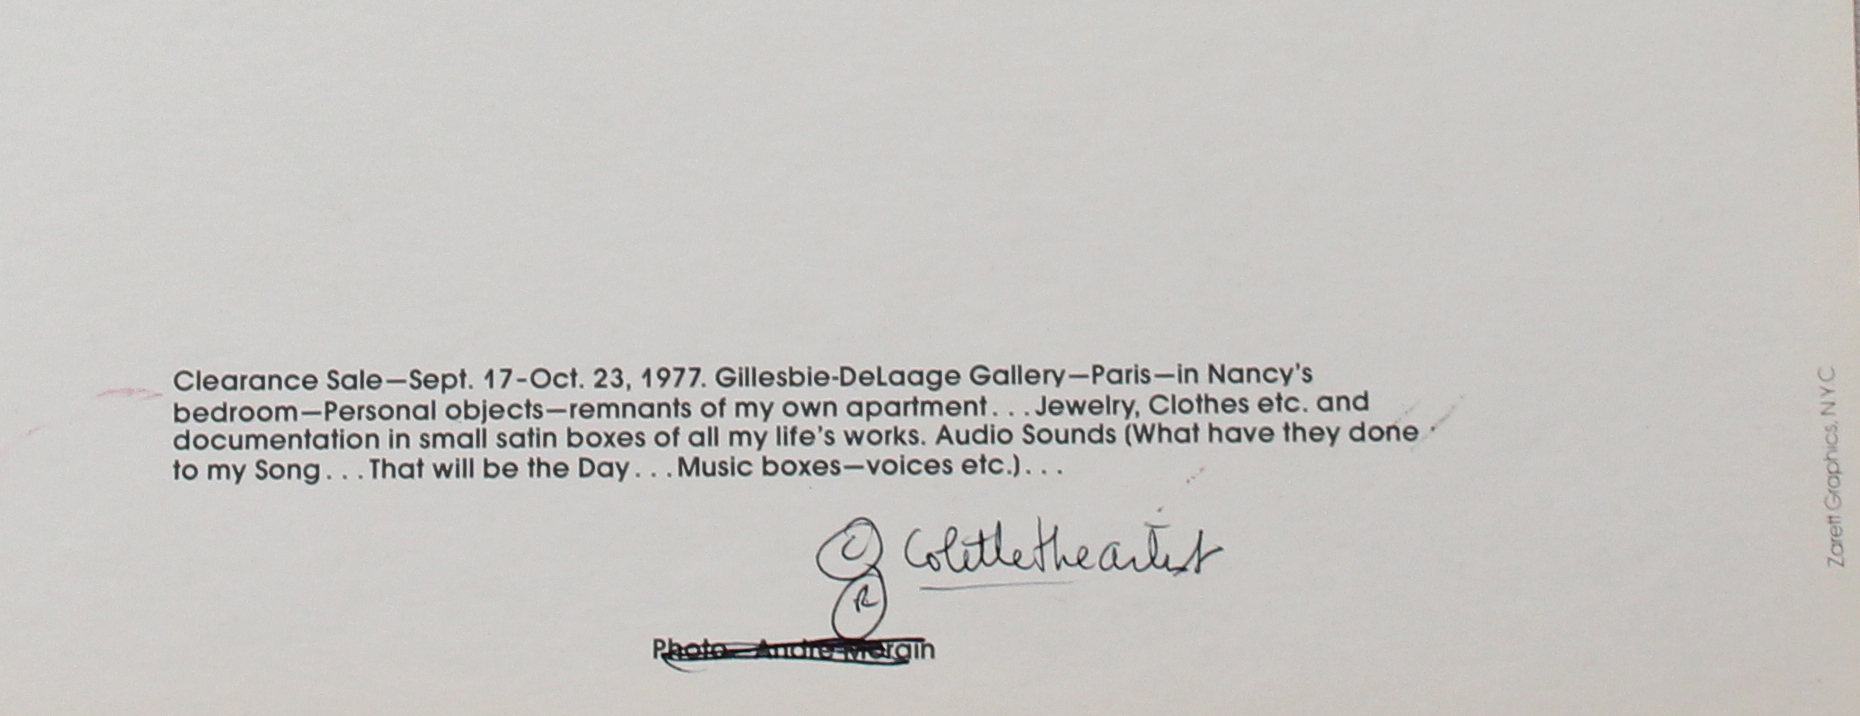 Clearance Sale—Sept. 17-Oct. 23, 1977. Gillesbie-DeLaage Gallery—Paris—in Nancy's
bedroom—Personal objects—remnants of my own apartment...Jewelry, Clothes etc. and
documentation in small satin boxes of all my life's works. Audio Sounds (What have they done
to my Song...That will be the Day...Music boxes—voices etc.)...
C Colettetheartist
R
Photo—Andre Morain
Zarett Graphics, NYC